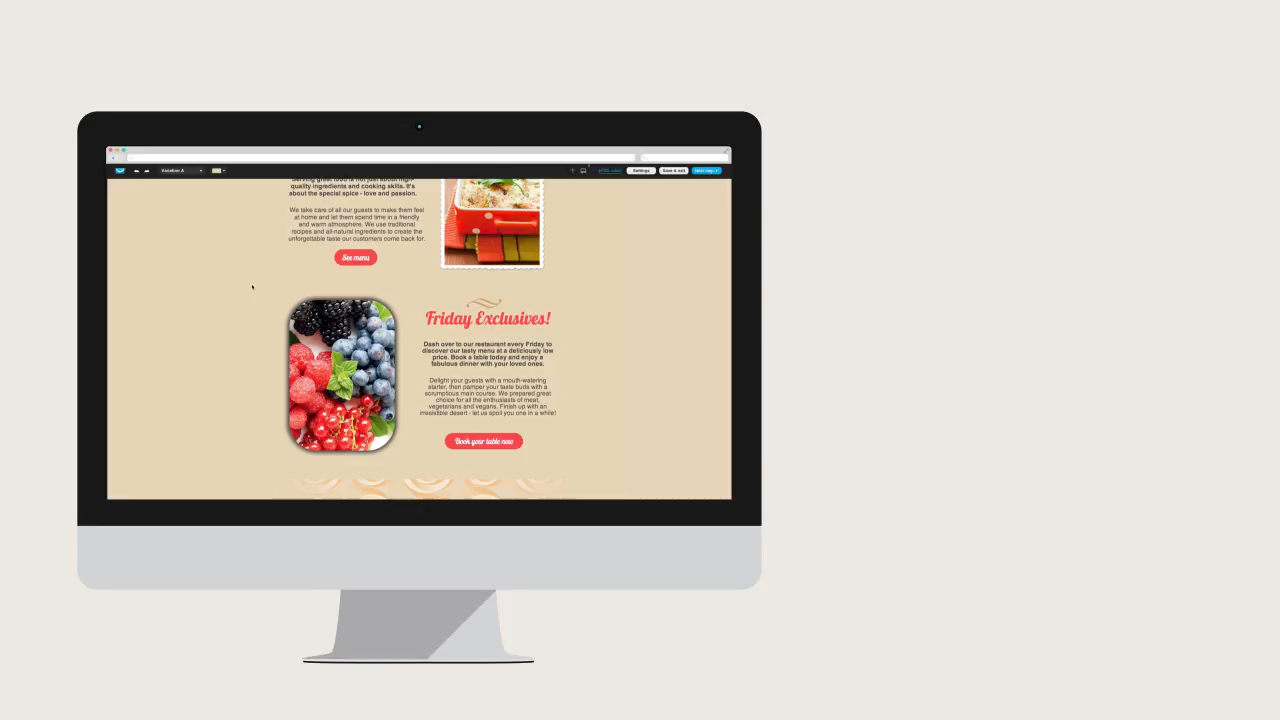 Variation A
Settings
Save & exit
Serving great food is not just about high-
quality ingredients and cooking skills. It's
about the special spice - love and passion.
We take care of all our guests to make them feel
at home and let them spend time in a friendly
and warm atmosphere. We use traditional
recipes and all-natural ingredients to create the
unforgettable taste our customers come back for.
See menu
Friday Exclusives!
Dash over to our restaurant every Friday to
discover our tasty menu at a deliciously low
price. Book a table today and enjoy a
fabulous dinner with your loved ones.
Delight your guests with a mouth-watering
starter, then pamper your taste buds with a
scrumptious main course. We prepared great
choice for all the enthusiasts of meat,
vegetarians and vegans. Finish up with an
irresistible desert - let us spoil you one in a while!
Book your table now